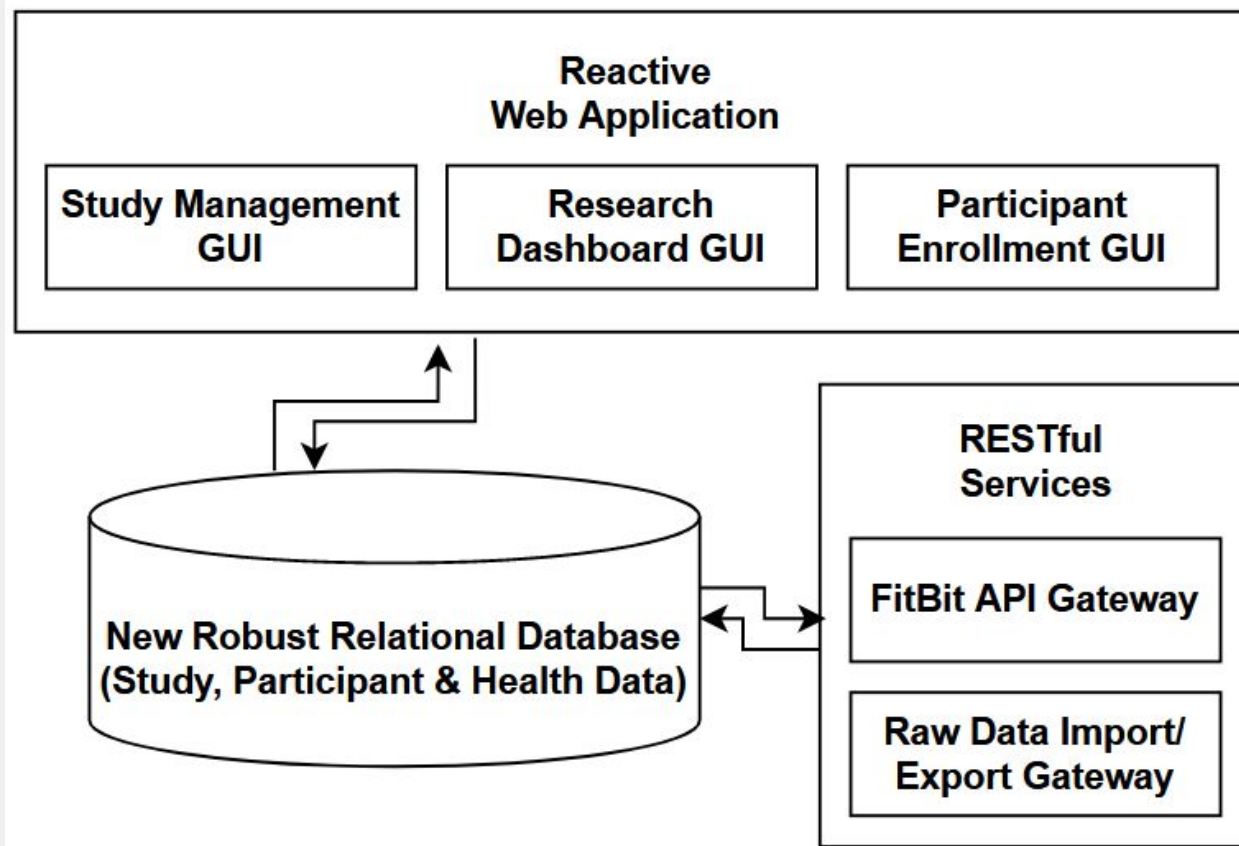 Reactive
Web Application
Study Management
GUI
Research
Dashboard GUI
Participant
Enrollment GUI
RESTful
Services
FitBit API Gateway
New Robust Relational Database
(Study, Participant & Health Data)
Raw Data Import/
Export Gateway